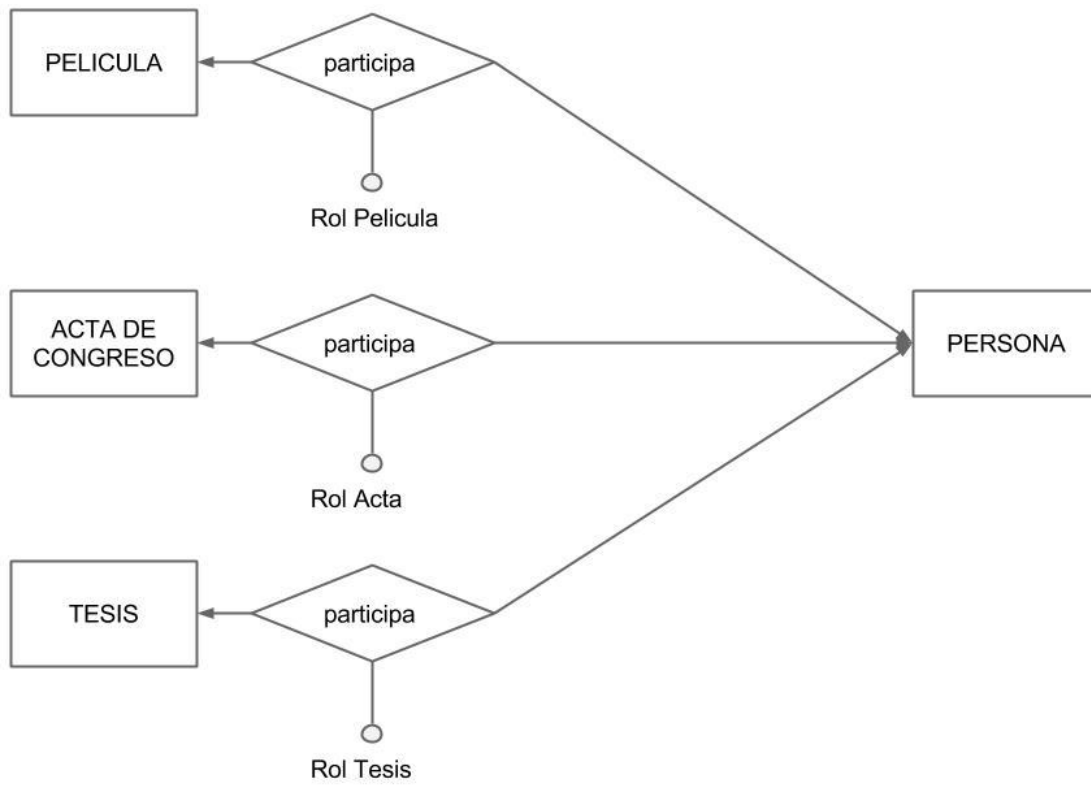 PELICULA
participa
Rol Pelicula
ACTA DE
CONGRESO
participa
PERSONA
Rol Acta
TESIS
participa
Rol Tesis